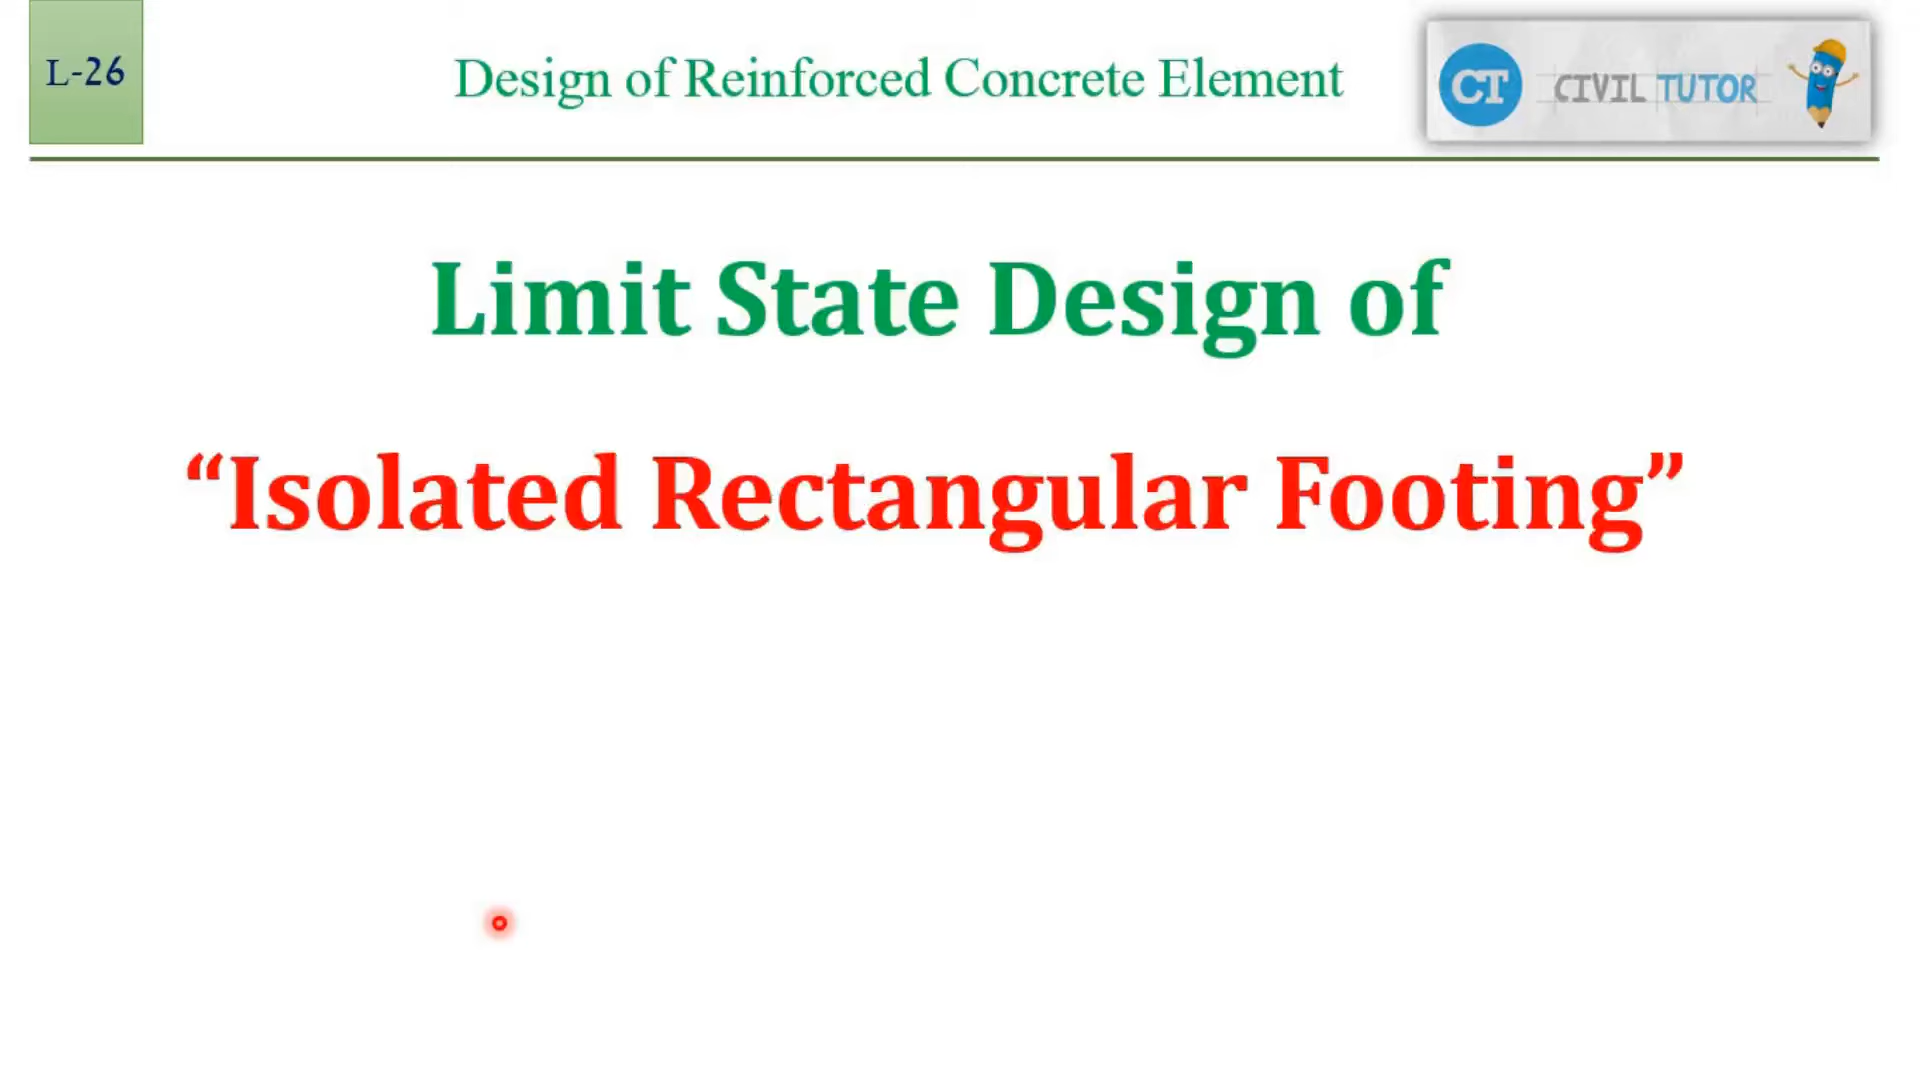 L-26
Design of Reinforced Concrete Element
CT CIVIL TUTOR
Limit State Design of
“Isolated Rectangular Footing”